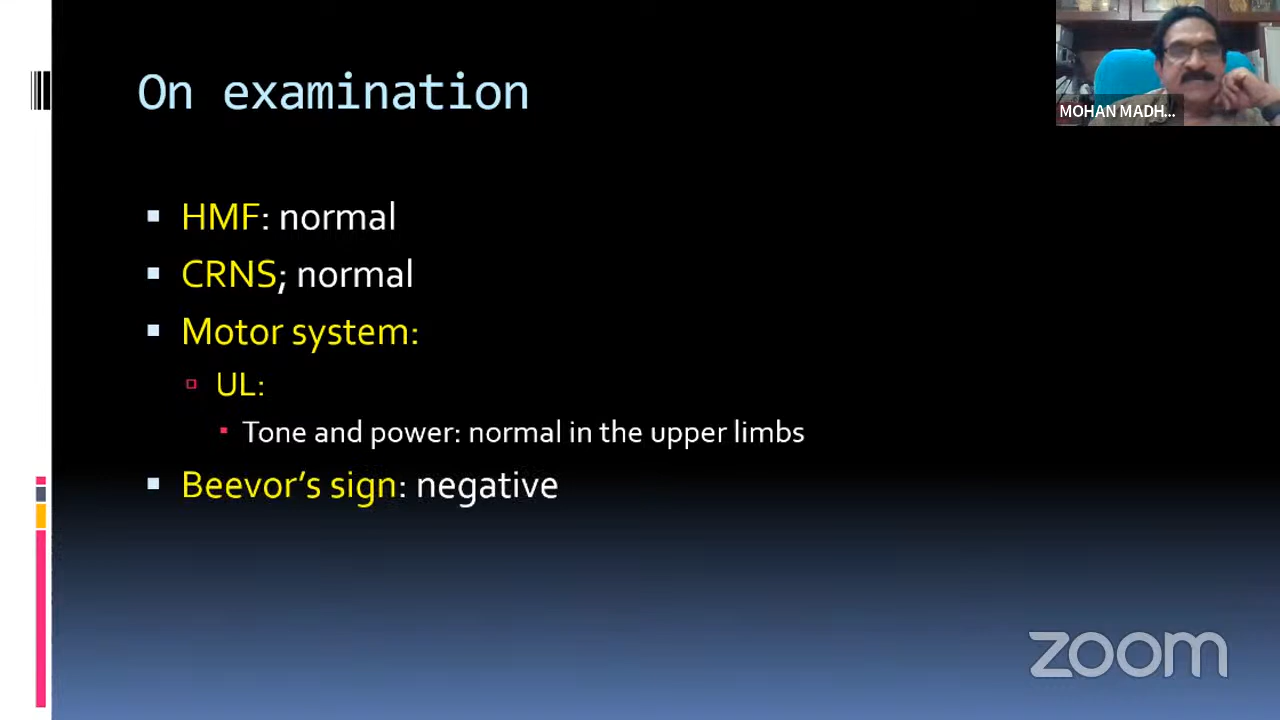 On examination
MOHAN MADH...
HMF: normal
CRNS; normal
Motor system:
UL:
Tone and power: normal in the upper limbs
Beevor’s sign: negative
zoom